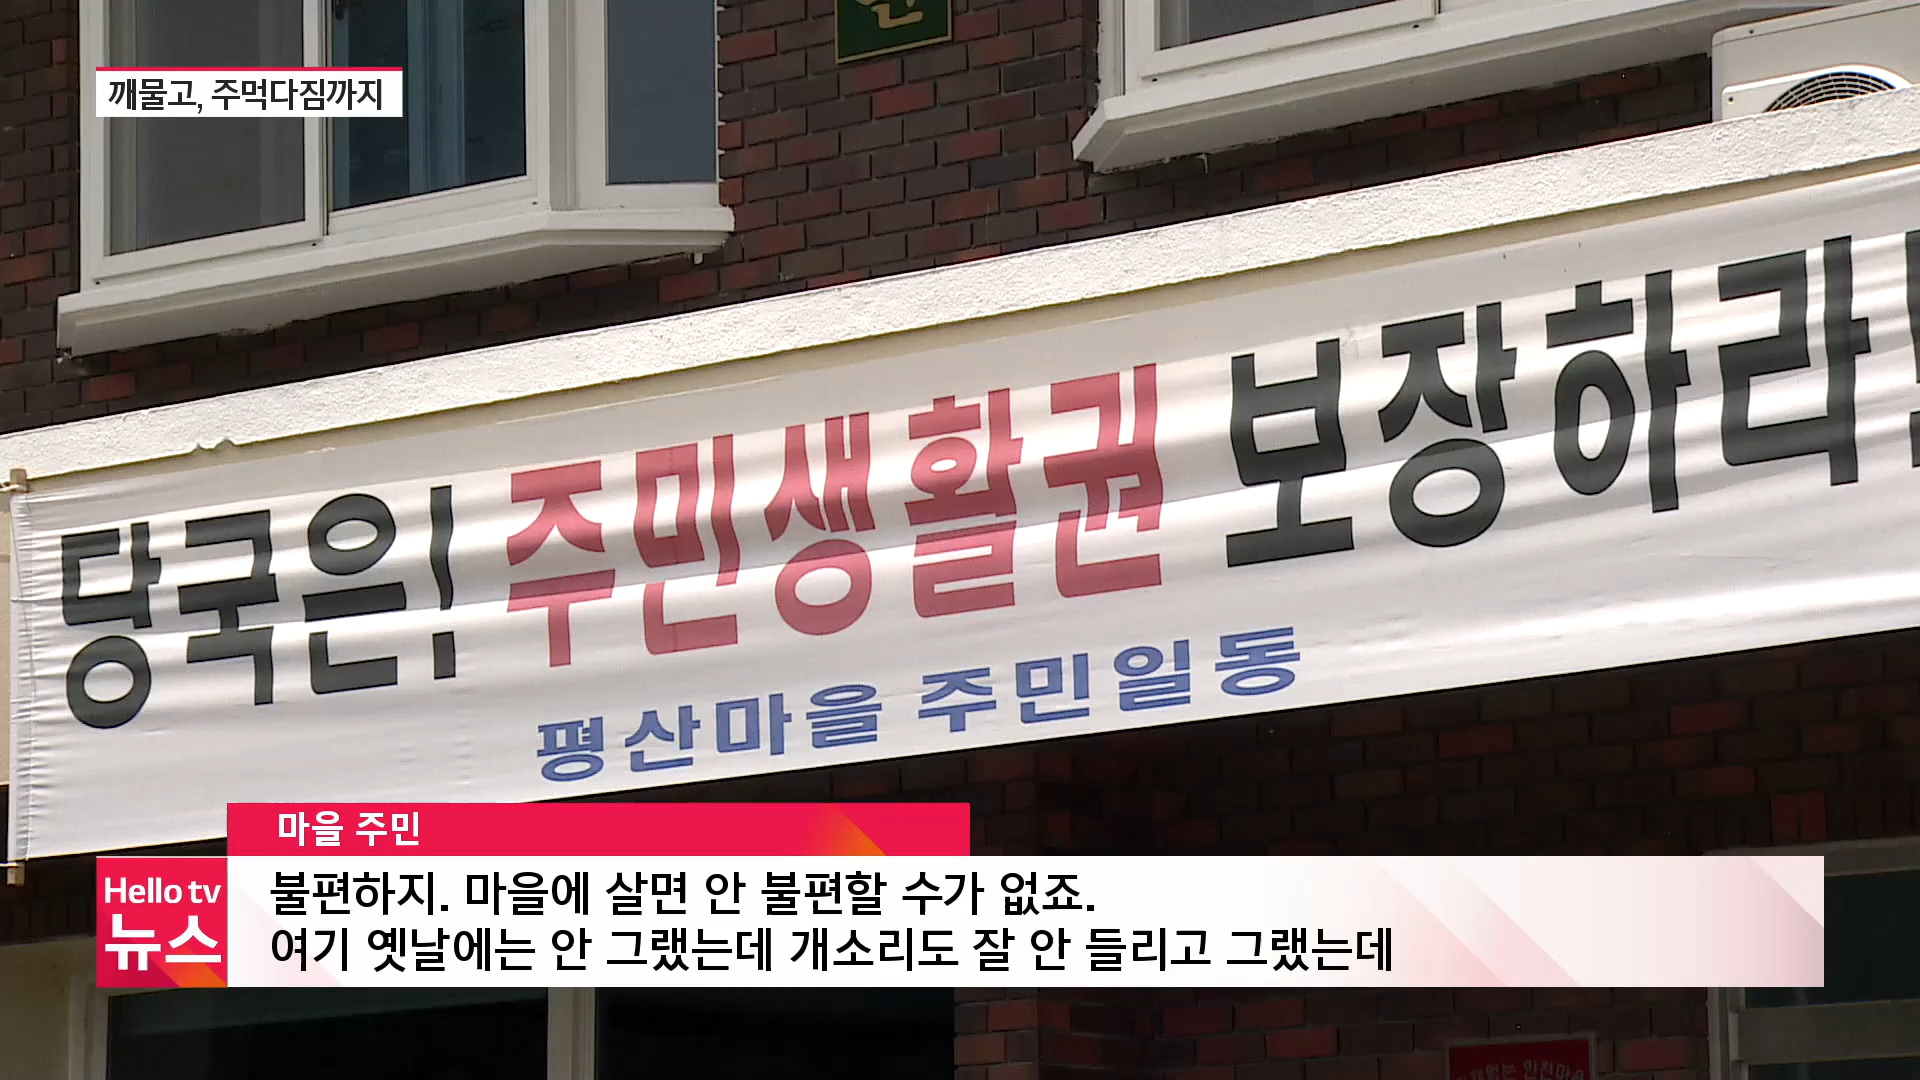 깨물고, 주먹다짐까지
당국은! 주민생활권 보장하라!
평산마을 주민일동
마을 주민
Hello tv
뉴스
불편하지. 마을에 살면 안 불편할 수가 없죠.
여기 옛날에는 안 그랬는데 개소리도 잘 안 들리고 그랬는데